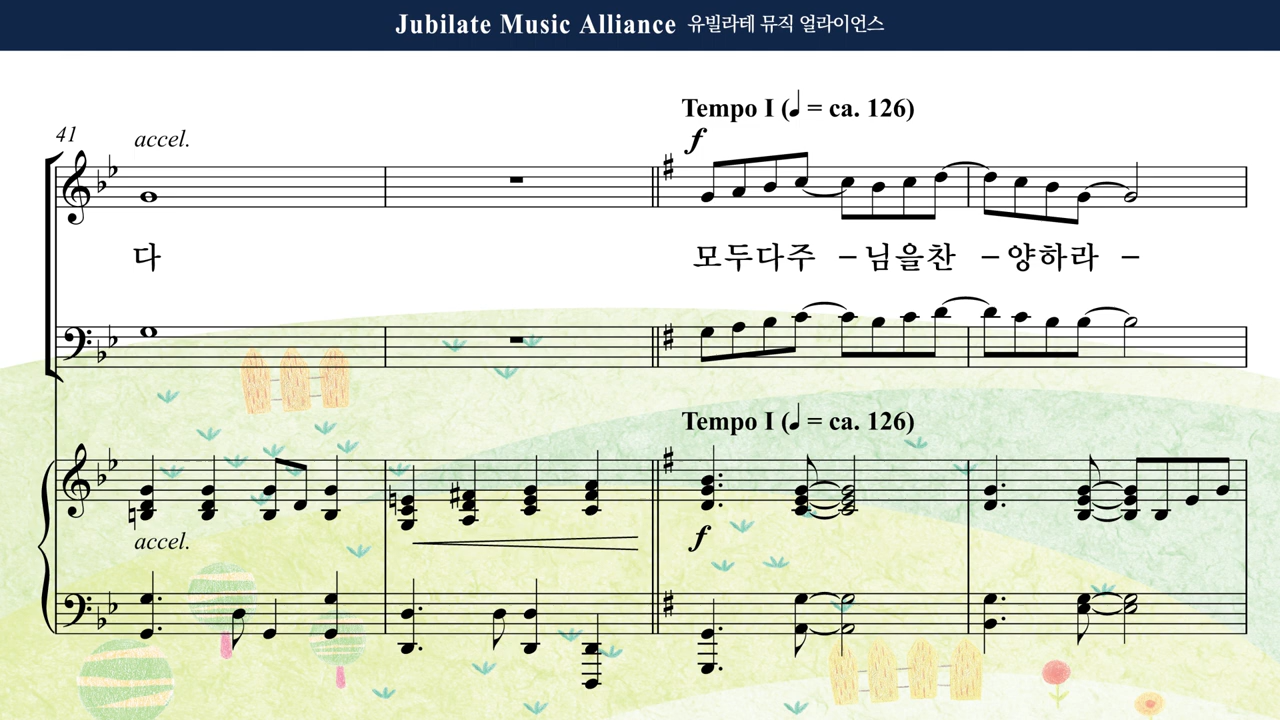 Jubilate Music Alliance 유빌라테 뮤직 얼라이언스
Tempo I (♩ = ca. 126)
41 accel. f
다 모두다주 - 님을찬 - 양하라 -
Tempo I (♩ = ca. 126)
accel. f